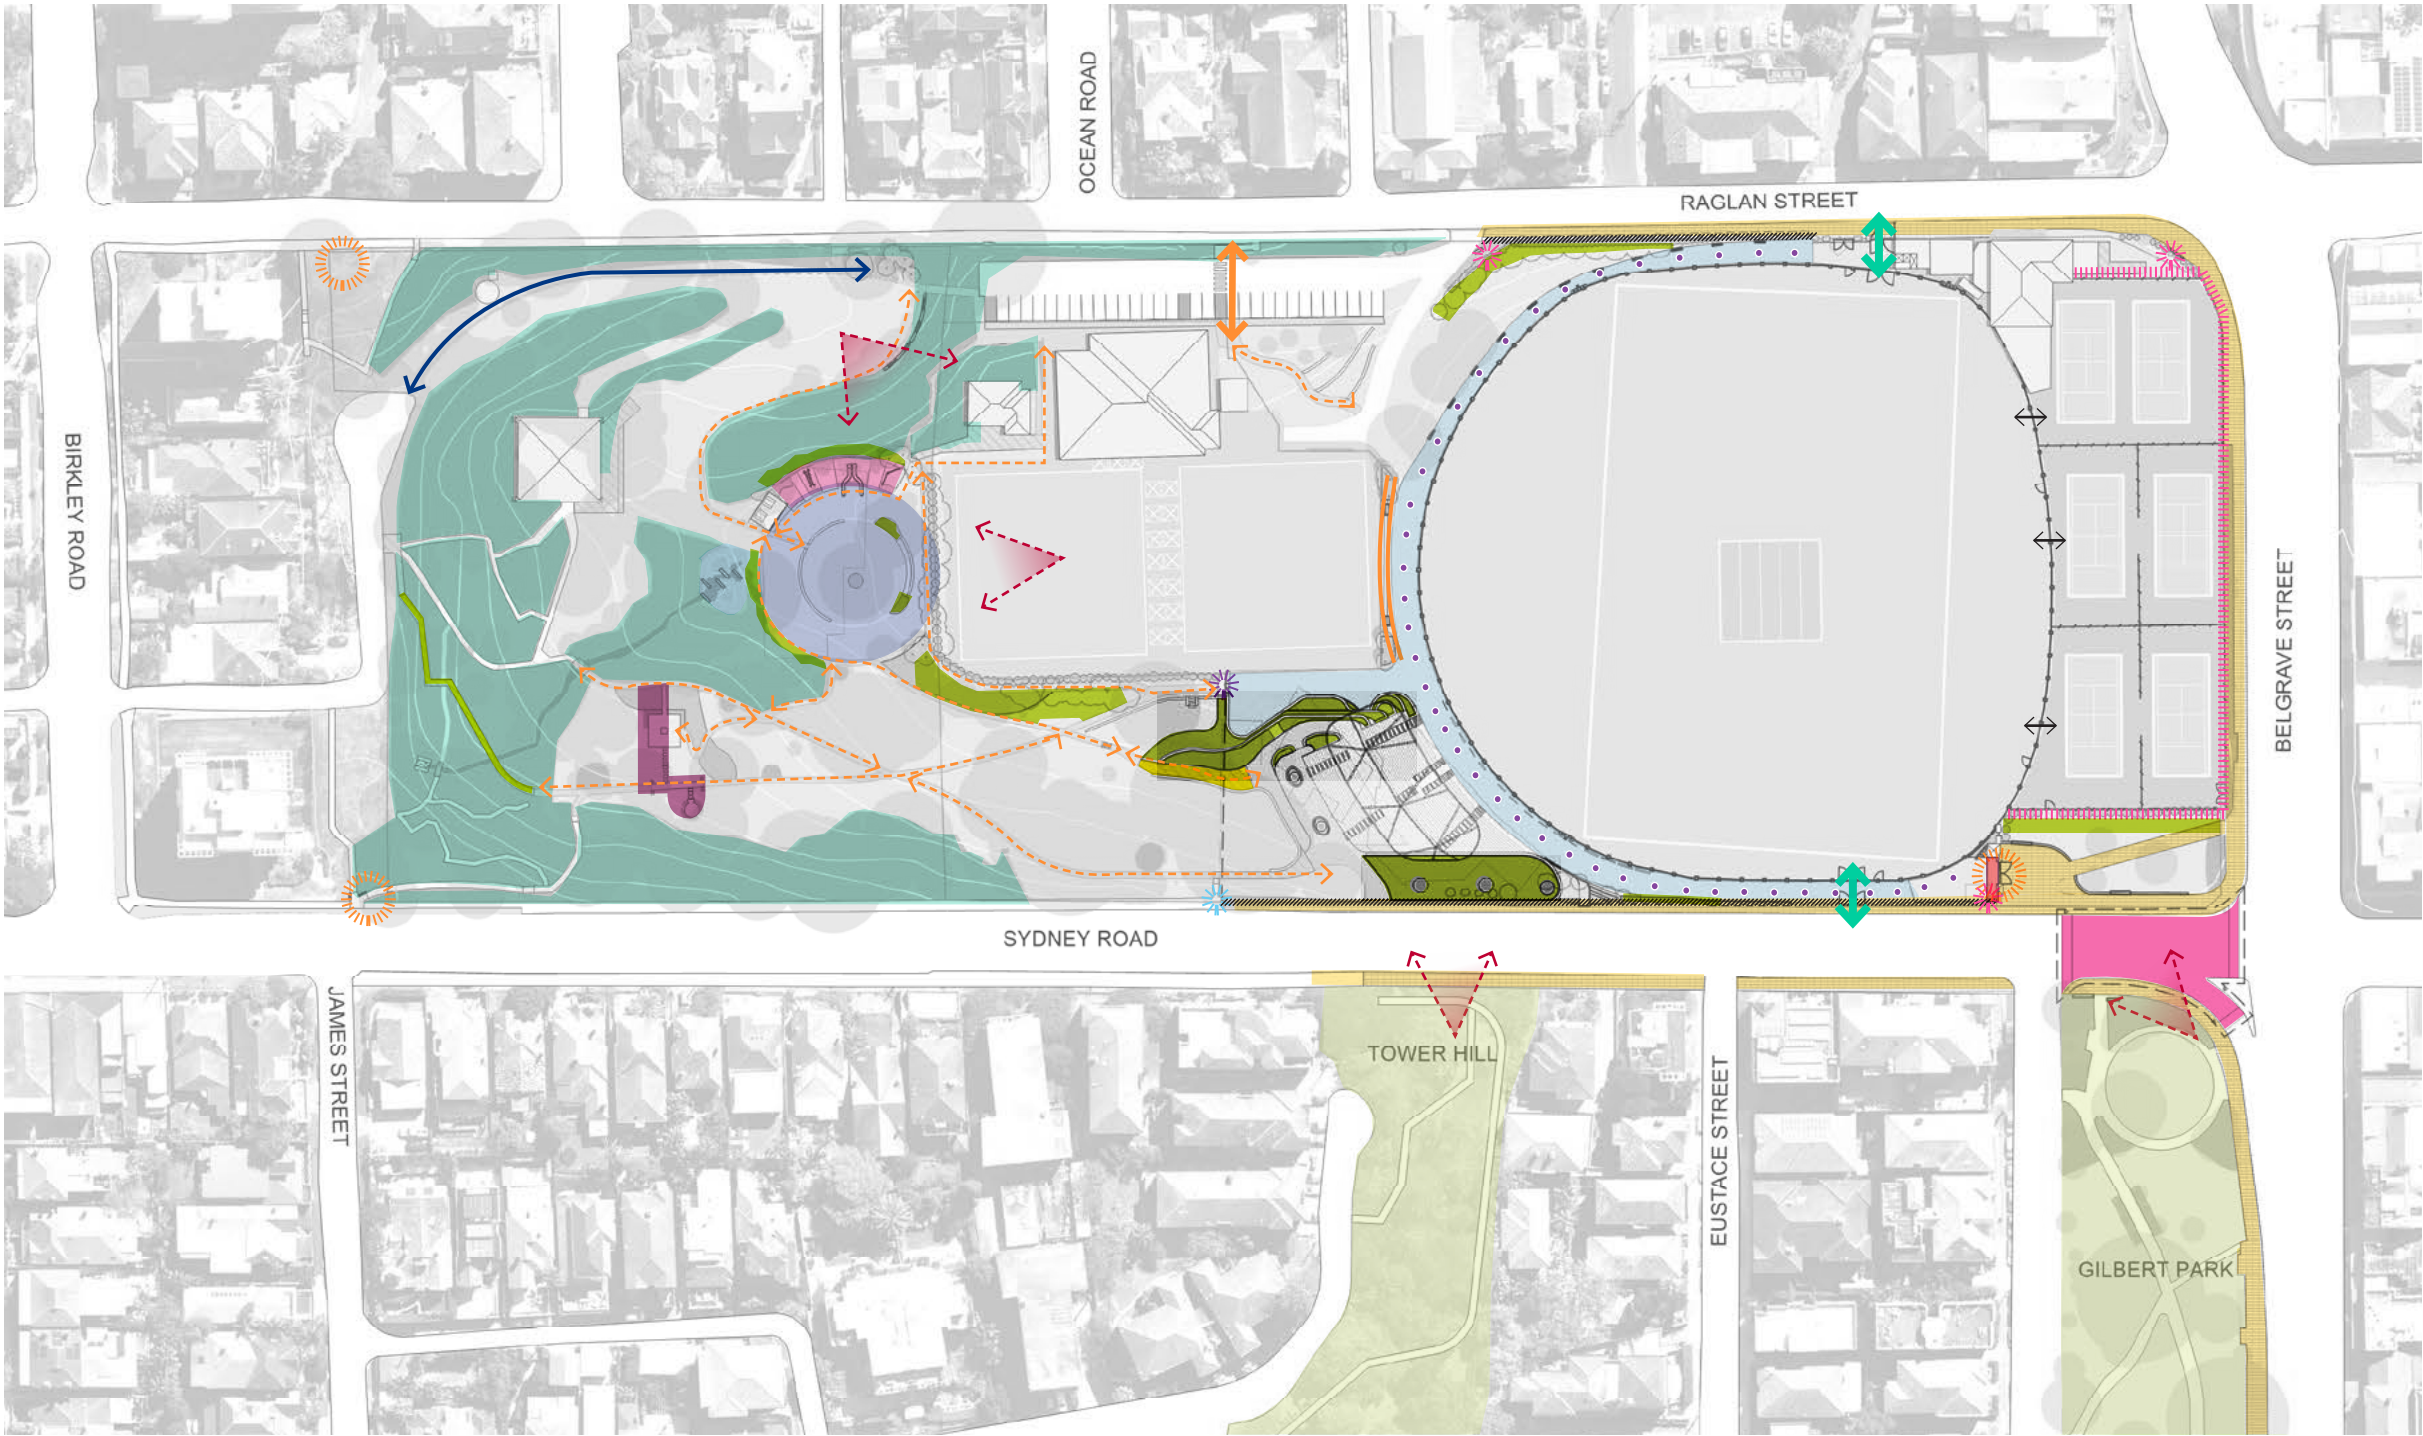 OCEAN ROAD
RAGLAN STREET
BIRKLEY ROAD
BELGRAVE STREET
SYDNEY ROAD
JAMES STREET
TOWER HILL
EUSTACE STREET
GILBERT PARK